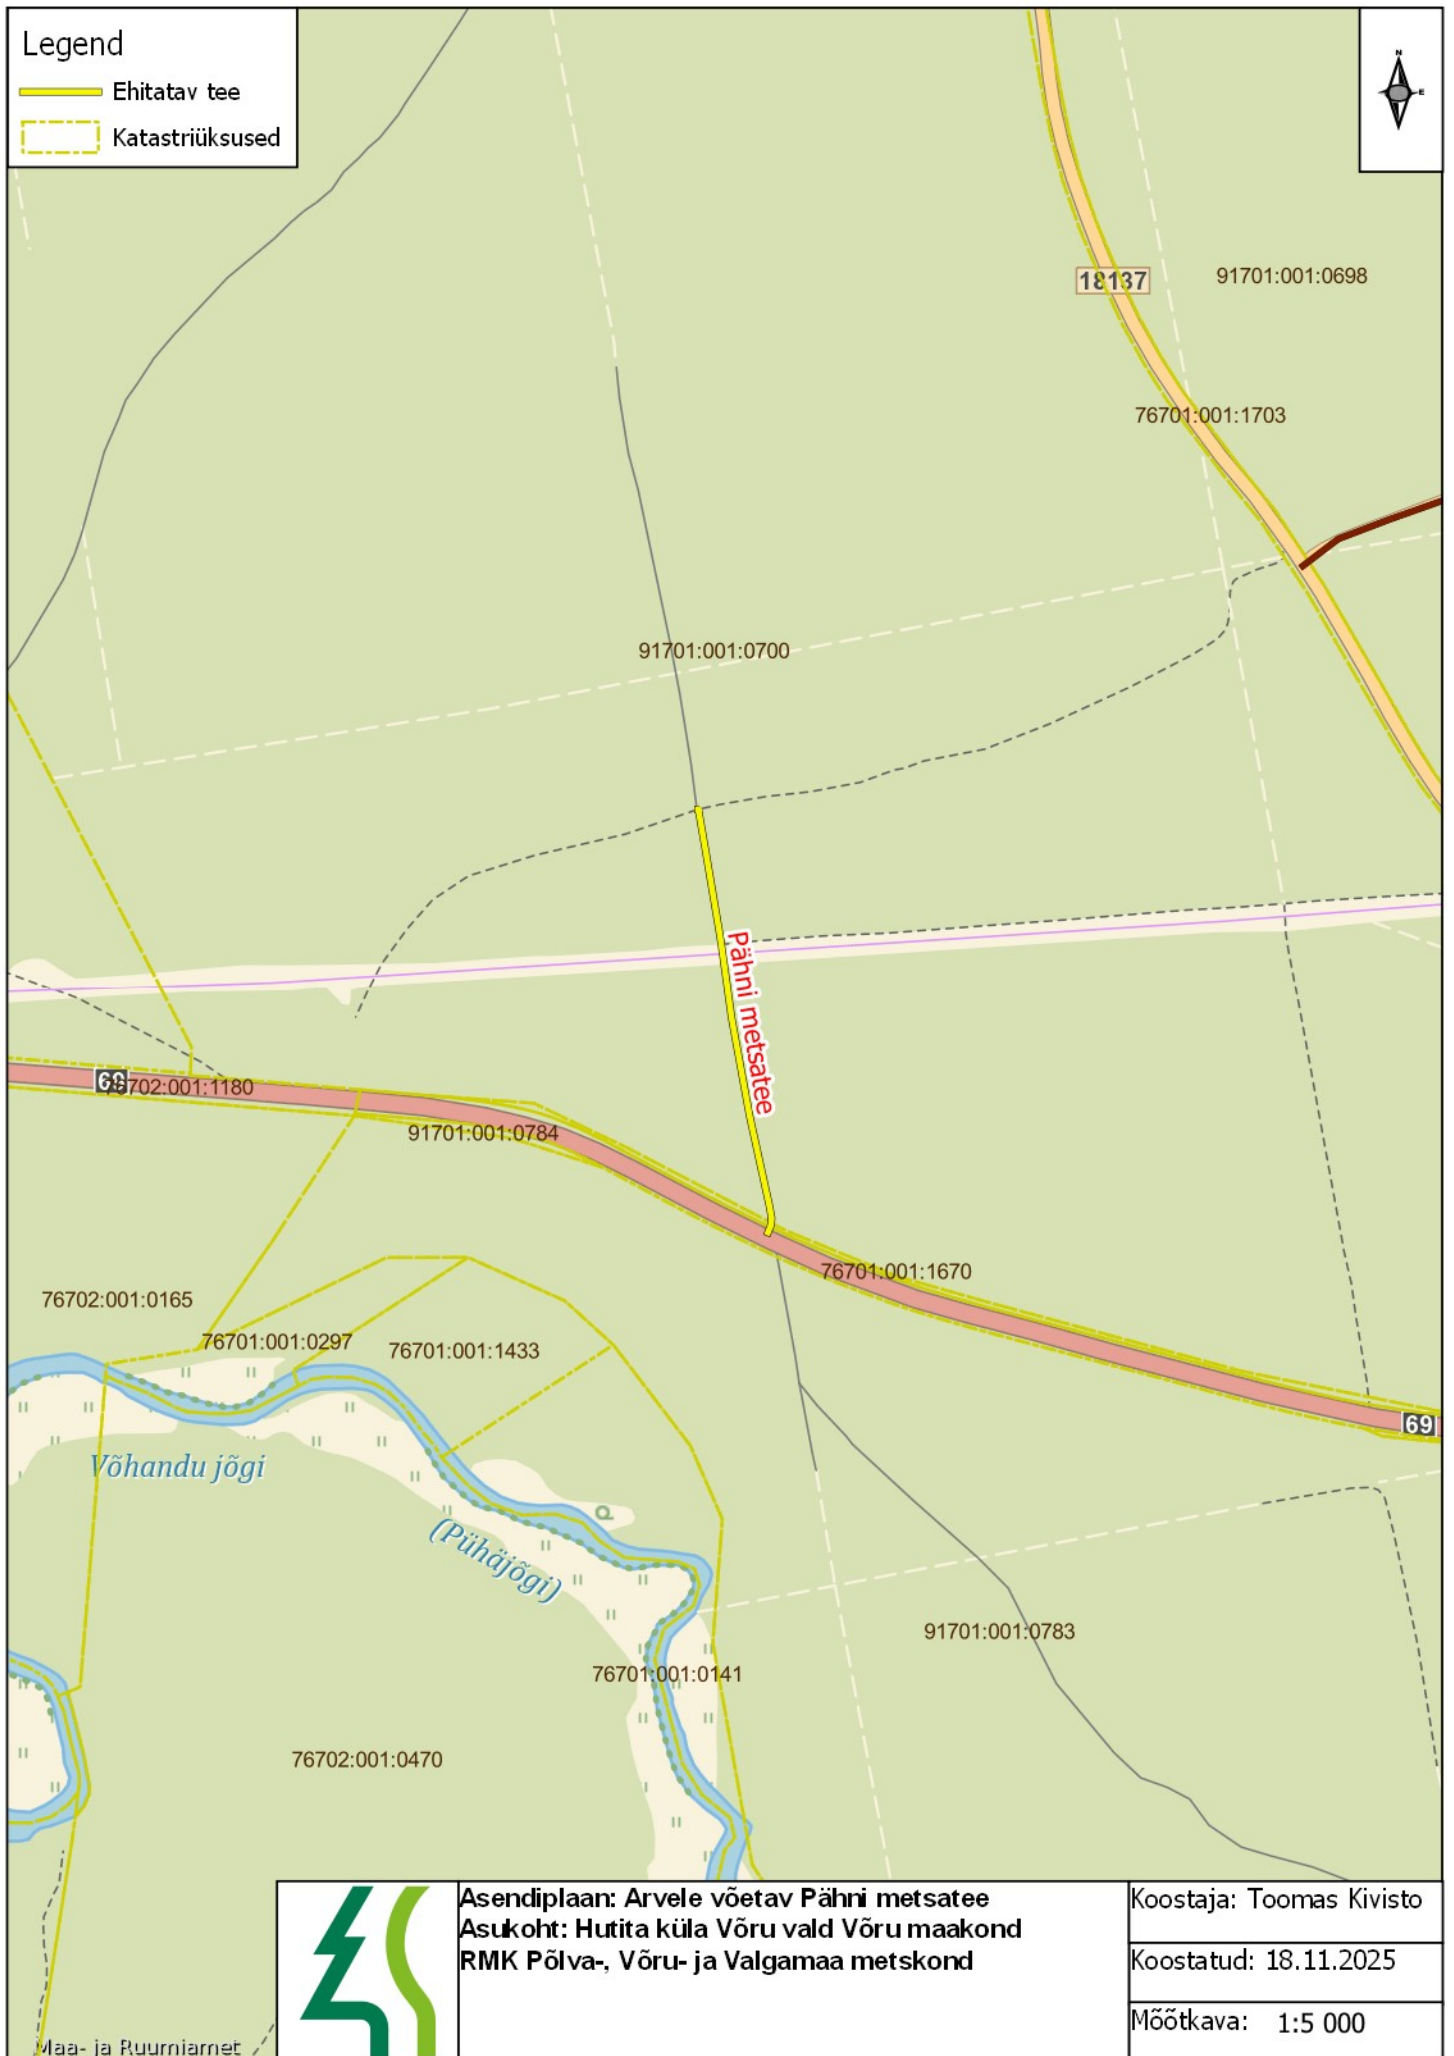 Legend
Ehitatav tee
Katastriüksused
N
E
18137
91701:001:0698
76701:001:1703
91701:001:0700
Pähni metsatee
69
76702:001:1180
91701:001:0784
76701:001:1670
76702:001:0165
76701:001:0297
76701:001:1433
69
Võhandu jõgi
(Pühäjõgi)
91701:001:0783
76701:001:0141
76702:001:0470
Asendiplaan: Arvele võetav Pähni metsatee
Asukoht: Hutita küla Võru vald Võru maakond
RMK Põlva-, Võru- ja Valgamaa metskond
Koostaja: Toomas Kivisto
Koostatud: 18.11.2025
Mõõtkava: 1:5 000
Maa- ja Ruumiamet